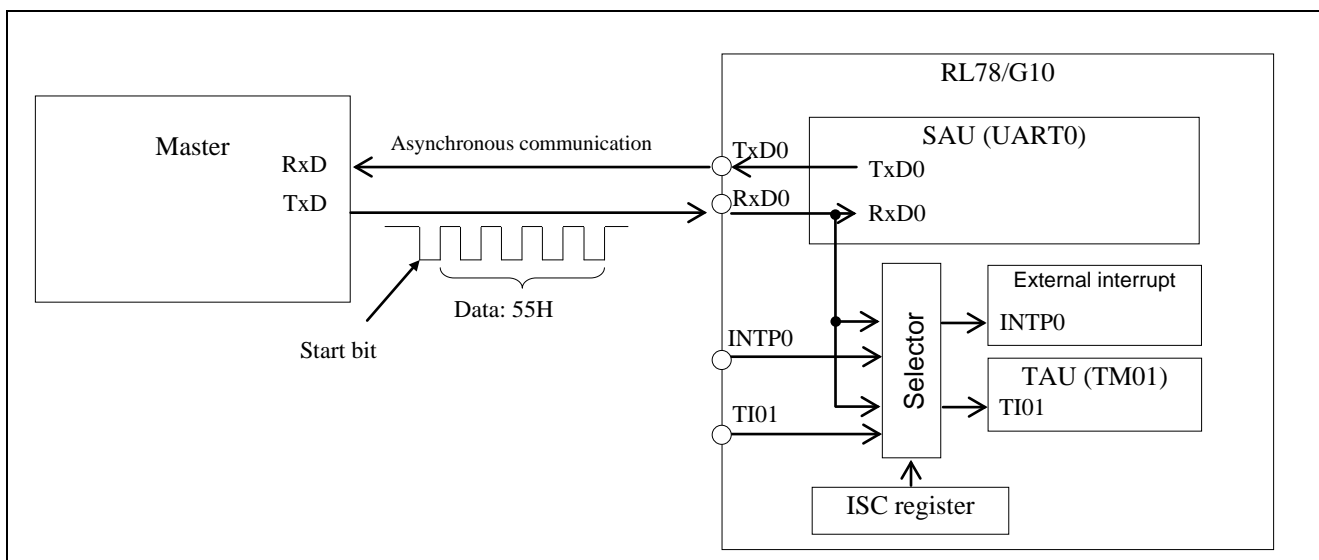 RL78/G10
Master
RxD
TxD
Asynchronous communication
Start bit
Data: 55H
TxD0
RxD0
INTP0
TI01
SAU (UART0)
TxD0
RxD0
Selector
External interrupt
INTP0
TAU (TM01)
TI01
ISC register